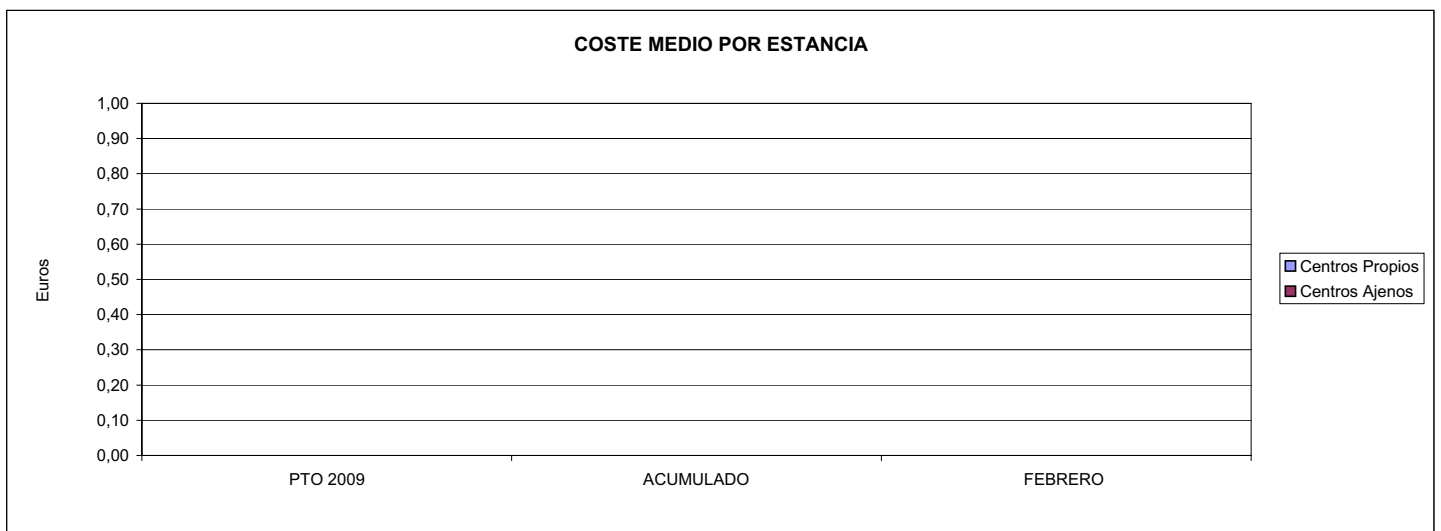 COSTE MEDIO POR ESTANCIA
1,00
0,90
0,80
0,70
0,60
0,50
0,40
0,30
0,20
0,10
0,00
Euros
PTO 2009 ACUMULADO FEBRERO
Centros Propios
Centros Ajenos